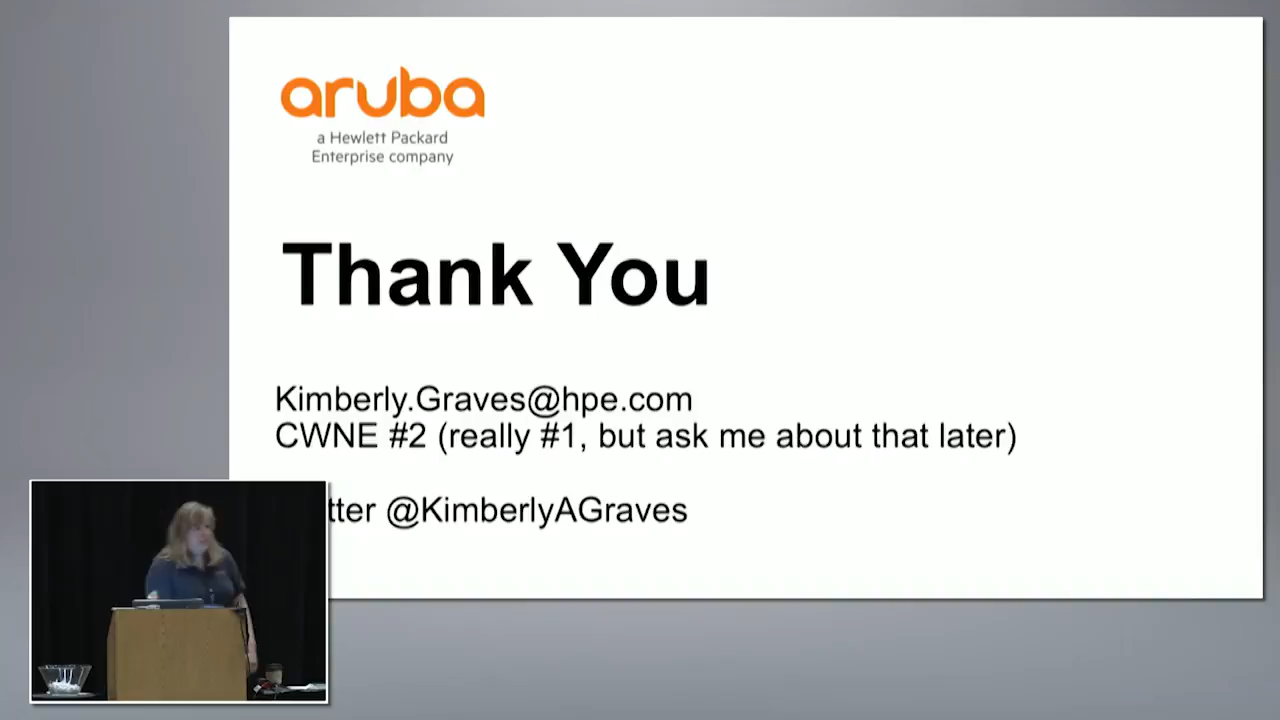 aruba
a Hewlett Packard
Enterprise company
Thank You
Kimberly.Graves@hpe.com
CWNE #2 (really #1, but ask me about that later)
tter @KimberlyAGraves